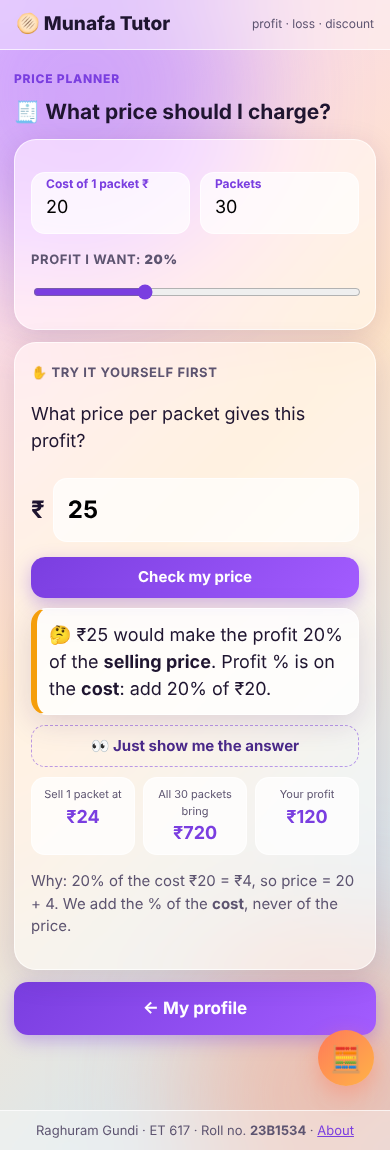 Munafa Tutor
profit · loss · discount
PRICE PLANNER
🧾 What price should I charge?
Cost of 1 packet ₹
20
Packets
30
PROFIT I WANT: 20%
✋ TRY IT YOURSELF FIRST
What price per packet gives this
profit?
₹ 25
Check my price
🤔 ₹25 would make the profit 20%
of the selling price. Profit % is on
the cost: add 20% of ₹20.
👀 Just show me the answer
Sell 1 packet at
₹24
All 30 packets
bring
₹720
Your profit
₹120
Why: 20% of the cost ₹20 = ₹4, so price = 20
+ 4. We add the % of the cost, never of the
price.
← My profile
Raghuram Gundi · ET 617 · Roll no. 23B1534 · About